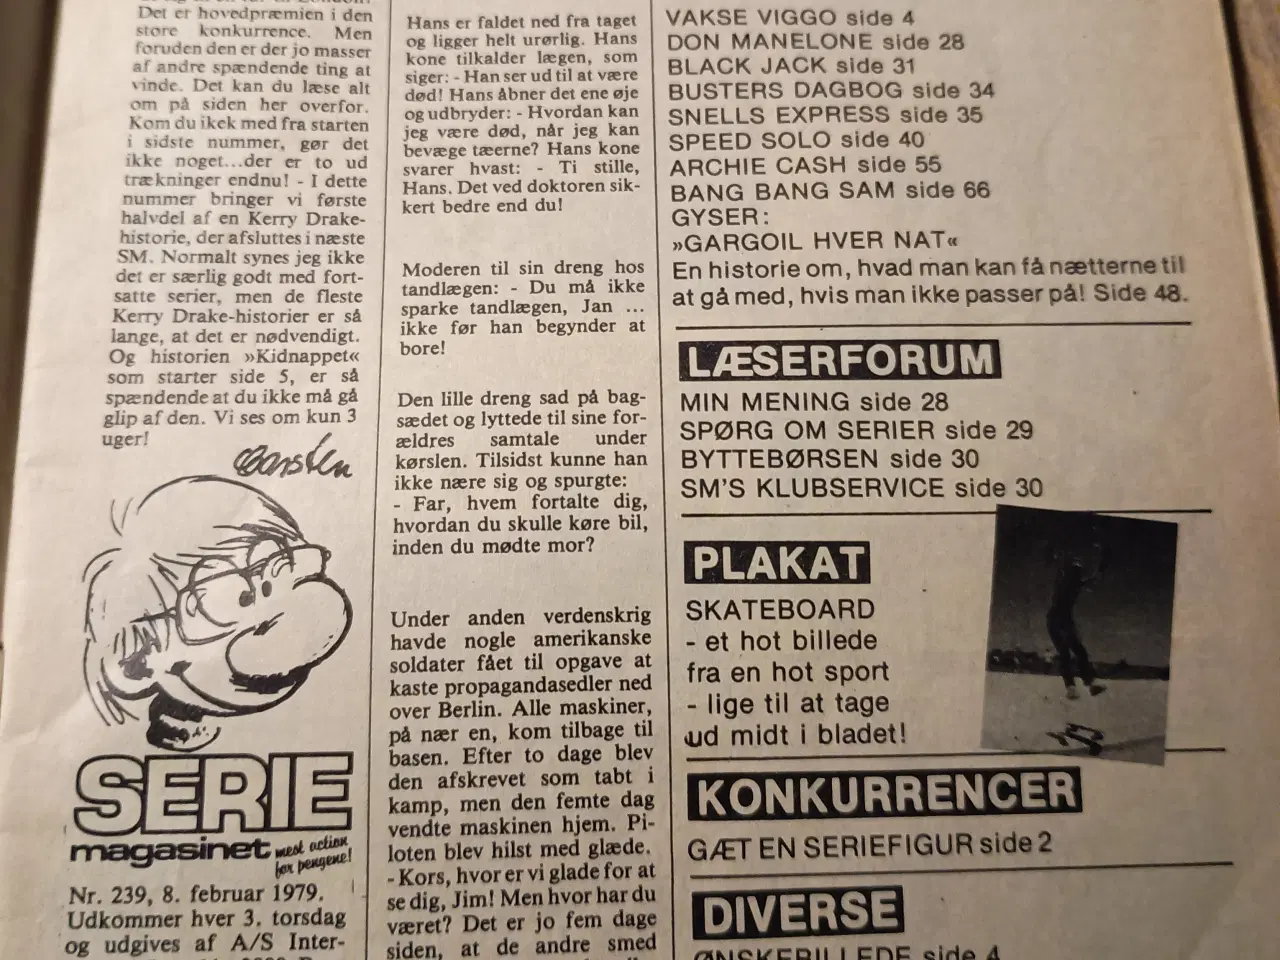 Det er hovedpræmien i den
store konkurrence. Men
foruden den er der jo masser
af andre spændende ting at
vinde. Det kan du læse alt
om på siden her overfor.
Kom du ikek med fra starten
i sidste nummer, gør det
ikke noget...der er to ud
trækninger endnu! - I dette
nummer bringer vi første
halvdel af en Kerry Drake-
historie, der afsluttes i næste
SM. Normalt synes jeg ikke
det er særlig godt med fort-
satte serier, men de fleste
Kerry Drake-historier er så
lange, at det er nødvendigt.
Og historien »Kidnappet«
som starter side 5, er så
spændende at du ikke må gå
glip af den. Vi ses om kun 3
uger!
Carsten
SERIE
magasinet
mest action
for pengene!
Nr. 239, 8. februar 1979.
Udkommer hver 3. torsdag
og udgives af A/S Inter-
Hans er faldet ned fra taget
og ligger helt urørlig. Hans
kone tilkalder lægen, som
siger: - Han ser ud til at være
død! Hans åbner det ene øje
og udbryder: - Hvordan kan
jeg være død, når jeg kan
bevæge tæerne? Hans kone
svarer hvast: - Ti stille,
Hans. Det ved doktoren sik-
kert bedre end du!
Moderen til sin dreng hos
tandlægen: - Du må ikke
sparke tandlægen, Jan ...
ikke før han begynder at
bore!
Den lille dreng sad på bag-
sædet og lyttede til sine for-
ældres samtale under
kørslen. Tilsidst kunne han
ikke nære sig og spurgte:
- Far, hvem fortalte dig,
hvordan du skulle køre bil,
inden du mødte mor?
Under anden verdenskrig
havde nogle amerikanske
soldater fået til opgave at
kaste propagandasedler ned
over Berlin. Alle maskiner,
på nær en, kom tilbage til
basen. Efter to dage blev
den afskrevet som tabt i
kamp, men den femte dag
vendte maskinen hjem. Pi-
loten blev hilst med glæde.
- Kors, hvor er vi glade for at
se dig, Jim! Men hvor har du
været? Det er jo fem dage
siden, at de andre smed
VAKSE VIGGO side 4
DON MANELONE side 28
BLACK JACK side 31
BUSTERS DAGBOG side 34
SNELLS EXPRESS side 35
SPEED SOLO side 40
ARCHIE CASH side 55
BANG BANG SAM side 66
GYSER:
»GARGOIL HVER NAT«
En historie om, hvad man kan få nætterne til
at gå med, hvis man ikke passer på! Side 48.
LÆSERFORUM
MIN MENING side 28
SPØRG OM SERIER side 29
BYTTEBØRSEN side 30
SM'S KLUBSERVICE side 30
PLAKAT
SKATEBOARD
- et hot billede
fra en hot sport
- lige til at tage
ud midt i bladet!
KONKURRENCER
GÆT EN SERIEFIGUR side 2
DIVERSE
ØNSKEBILLEDE side 4